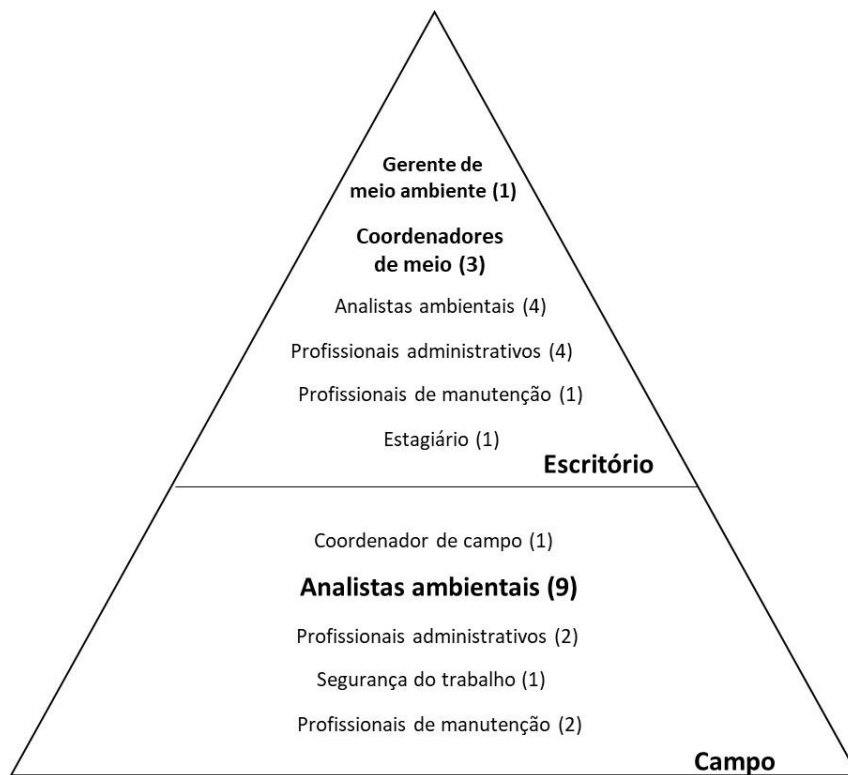 Gerente de
meio ambiente (1)
Coordenadores
de meio (3)
Analistas ambientais (4)
Profissionais administrativos (4)
Profissionais de manutenção (1)
Estagiário (1)
Escritório
Coordenador de campo (1)
Analistas ambientais (9)
Profissionais administrativos (2)
Segurança do trabalho (1)
Profissionais de manutenção (2)
Campo